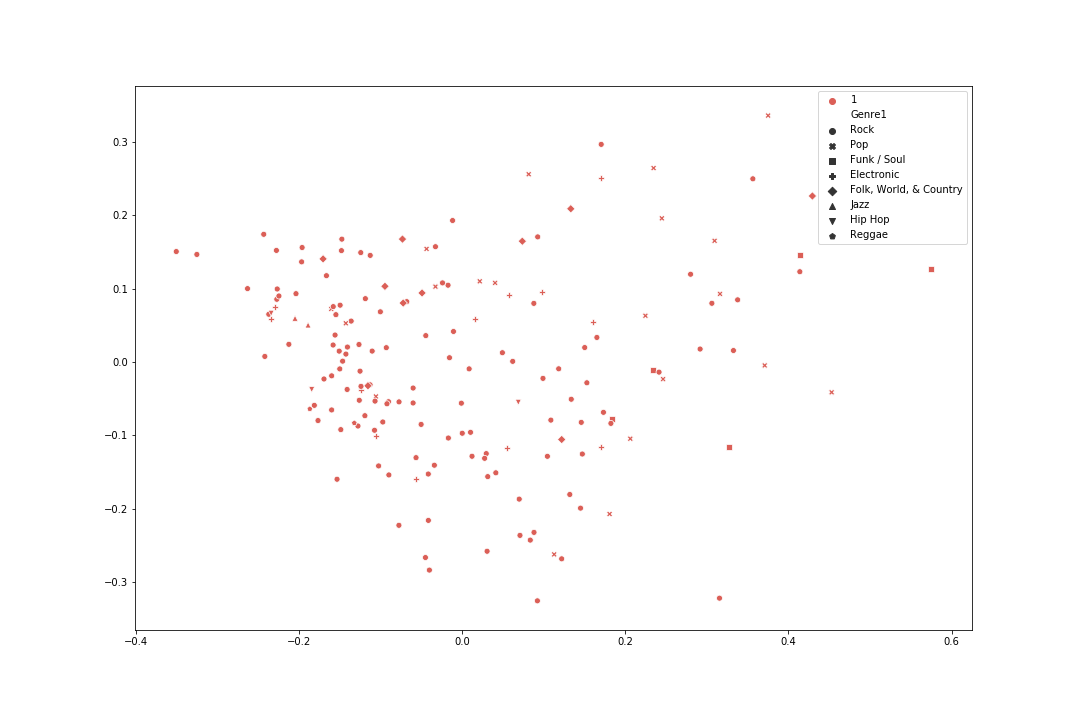 1
Genre1
Rock
Pop
Funk / Soul
Electronic
Folk, World, & Country
Jazz
Hip Hop
Reggae
0.3
0.2
0.1
0.0
−0.1
−0.2
−0.3
−0.4 −0.2 0.0 0.2 0.4 0.6